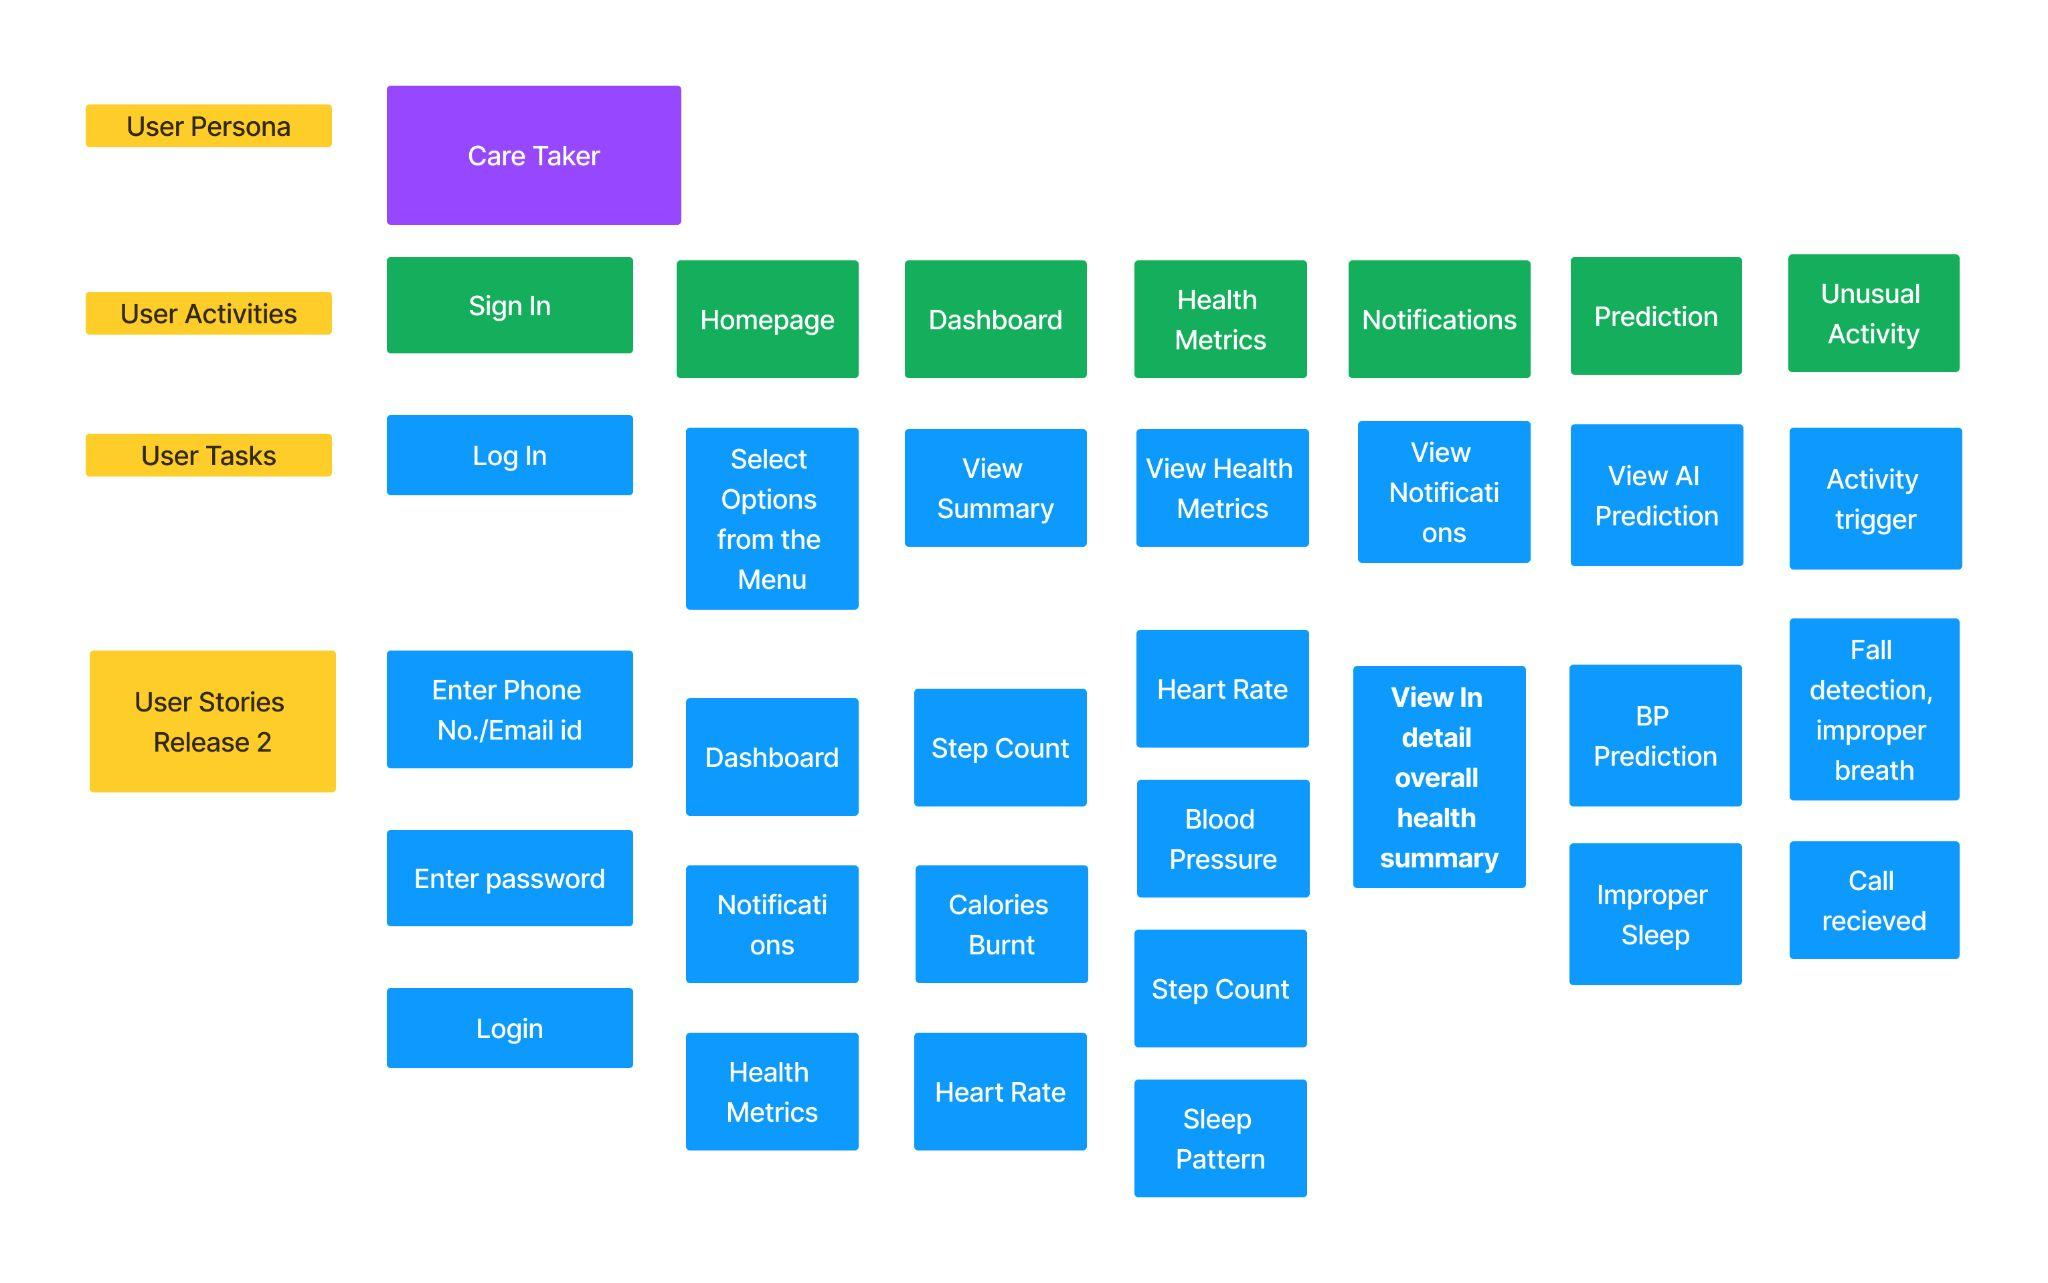 User Persona
Care Taker
User Activities
Sign In
Homepage
Dashboard
Health
Metrics
Notifications
Prediction
Unusual
Activity
User Tasks
Log In
Select
Options
from the
Menu
View
Summary
View Health
Metrics
View
Notificati
ons
View AI
Prediction
Activity
trigger
User Stories
Release 2
Enter Phone
No./Email id
Enter password
Login
Dashboard
Notificati
ons
Health
Metrics
Step Count
Calories
Burnt
Heart Rate
Heart Rate
Blood
Pressure
Step Count
Sleep
Pattern
View In
detail
overall
health
summary
BP
Prediction
Improper
Sleep
Fall
detection,
improper
breath
Call
recieved